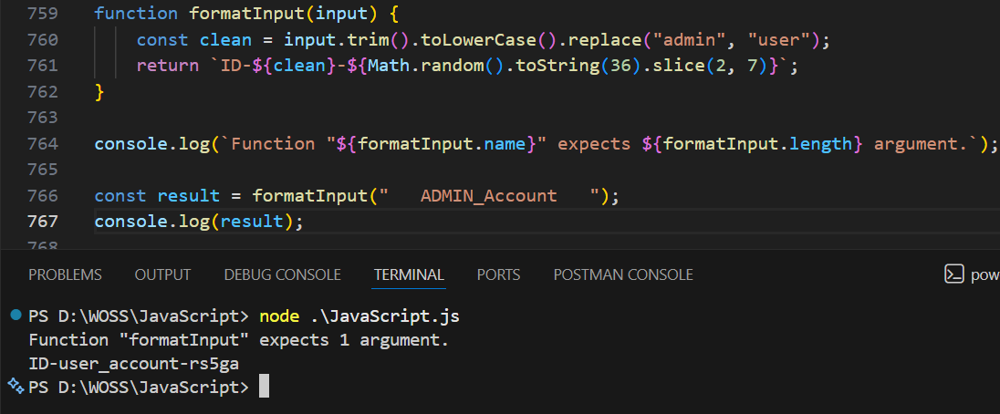 759 function formatInput(input) {
760 const clean = input.trim().toLowerCase().replace("admin", "user");
761 return `ID-${clean}-${Math.random().toString(36).slice(2, 7)}`;
762 }
763
764 console.log(`Function "${formatInput.name}" expects ${formatInput.length} argument.`);
765
766 const result = formatInput("   ADMIN_Account   ");
767 console.log(result);
768
PROBLEMS OUTPUT DEBUG CONSOLE TERMINAL PORTS POSTMAN CONSOLE pow
PS D:\WOSS\JavaScript> node .\JavaScript.js
Function "formatInput" expects 1 argument.
ID-user_account-rs5ga
PS D:\WOSS\JavaScript>